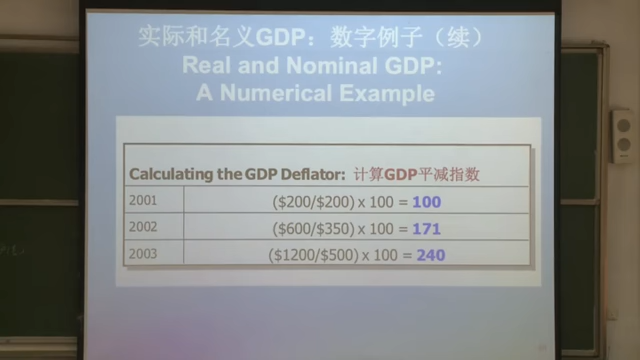 实际和名义GDP：数字例子（续）
Real and Nominal GDP:
A Numerical Example
Calculating the GDP Deflator: 计算GDP平减指数
2001 ($200/$200) x 100 = 100
2002 ($600/$350) x 100 = 171
2003 ($1200/$500) x 100 = 240